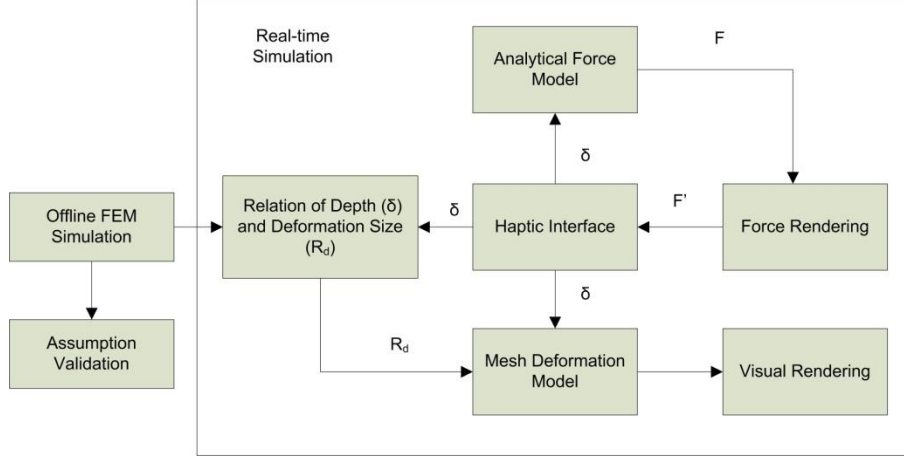 Real-time
Simulation
Analytical Force
Model
F
δ
Offline FEM
Simulation
Relation of Depth (δ)
and Deformation Size
(Rd)
δ
Haptic Interface
F'
Force Rendering
δ
Assumption
Validation
Rd
Mesh Deformation
Model
Visual Rendering